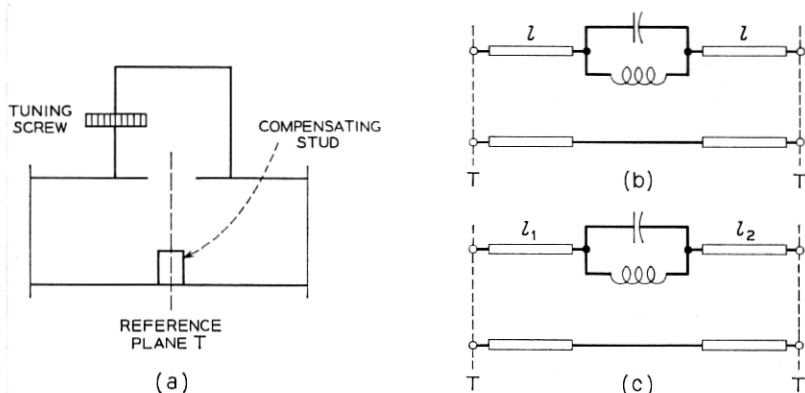 TUNING
SCREW
COMPENSATING
STUD
REFERENCE
PLANE T
(a)
l l
T (b) T
l₁ l₂
T (c) T